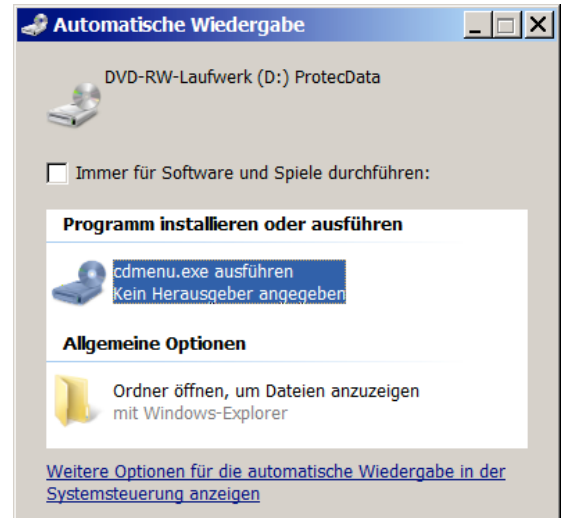 Automatische Wiedergabe
DVD-RW-Laufwerk (D:) ProtecData
Immer für Software und Spiele durchführen:
Programm installieren oder ausführen
cdmenu.exe ausführen
Kein Herausgeber angegeben
Allgemeine Optionen
Ordner öffnen, um Dateien anzuzeigen
mit Windows-Explorer
Weitere Optionen für die automatische Wiedergabe in der
Systemsteuerung anzeigen